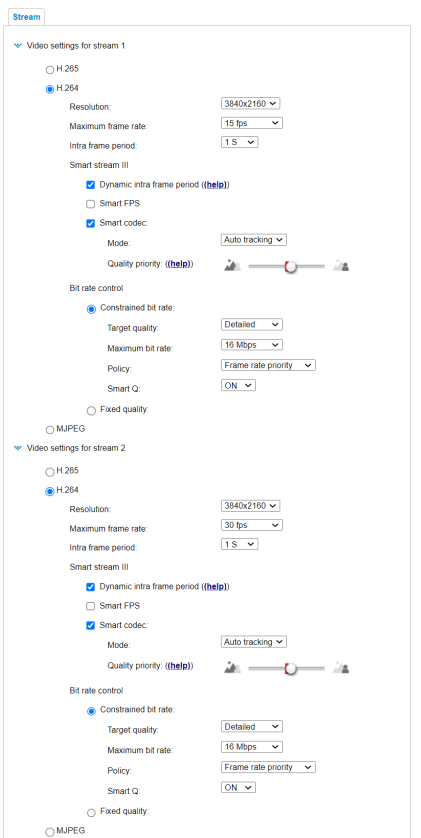 Stream
Video settings for stream 1
H.265
H.264
Resolution: 3840x2160
Maximum frame rate: 15 fps
Intra frame period: 1 S
Smart stream III
Dynamic intra frame period ((help))
Smart FPS
Smart codec:
Mode: Auto tracking
Quality priority: ((help))
Bit rate control
Constrained bit rate:
Target quality: Detailed
Maximum bit rate: 16 Mbps
Policy: Frame rate priority
Smart Q: ON
Fixed quality:
MJPEG
Video settings for stream 2
H.265
H.264
Resolution: 3840x2160
Maximum frame rate: 30 fps
Intra frame period: 1 S
Smart stream III
Dynamic intra frame period ((help))
Smart FPS
Smart codec:
Mode: Auto tracking
Quality priority: ((help))
Bit rate control
Constrained bit rate:
Target quality: Detailed
Maximum bit rate: 16 Mbps
Policy: Frame rate priority
Smart Q: ON
Fixed quality:
MJPEG